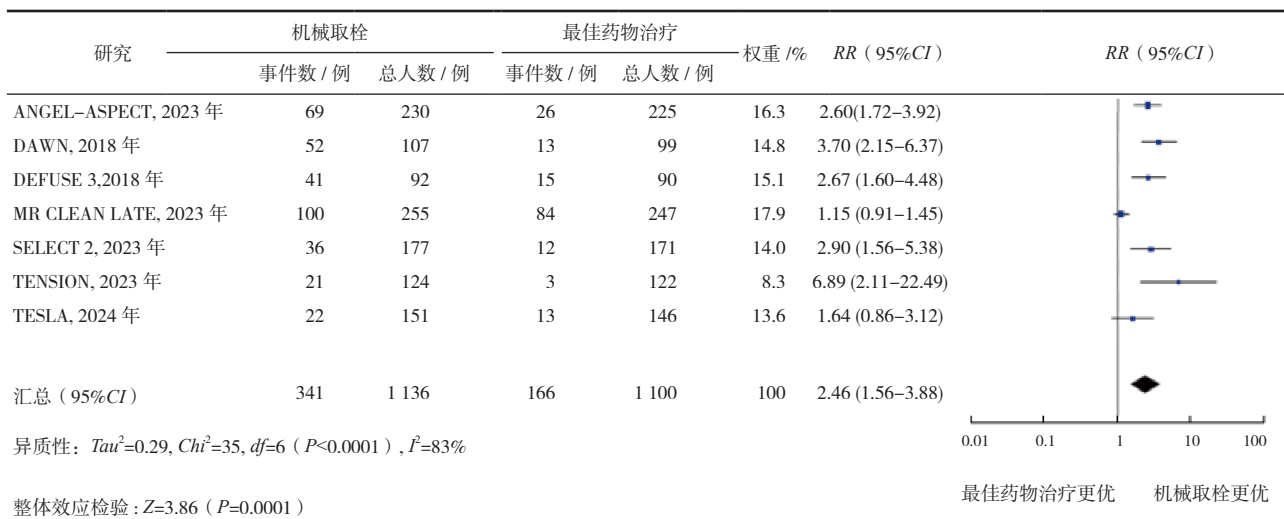 研究 机械取栓 最佳药物治疗 权重 /% RR（95%CI） RR（95%CI）
事件数 / 例 总人数 / 例 事件数 / 例 总人数 / 例
ANGEL-ASPECT, 2023 年 69 230 26 225 16.3 2.60(1.72-3.92)
DAWN, 2018 年 52 107 13 99 14.8 3.70 (2.15-6.37)
DEFUSE 3,2018 年 41 92 15 90 15.1 2.67 (1.60-4.48)
MR CLEAN LATE, 2023 年 100 255 84 247 17.9 1.15 (0.91-1.45)
SELECT 2, 2023 年 36 177 12 171 14.0 2.90 (1.56-5.38)
TENSION, 2023 年 21 124 3 122 8.3 6.89 (2.11-22.49)
TESLA, 2024 年 22 151 13 146 13.6 1.64 (0.86-3.12)
汇总（95%CI） 341 1 136 166 1 100 100 2.46 (1.56-3.88)
异质性：Tau²=0.29, Chi²=35, df=6（P<0.0001）, I²=83%
0.01 0.1 1 10 100
最佳药物治疗更优 机械取栓更优
整体效应检验 : Z=3.86（P=0.0001）